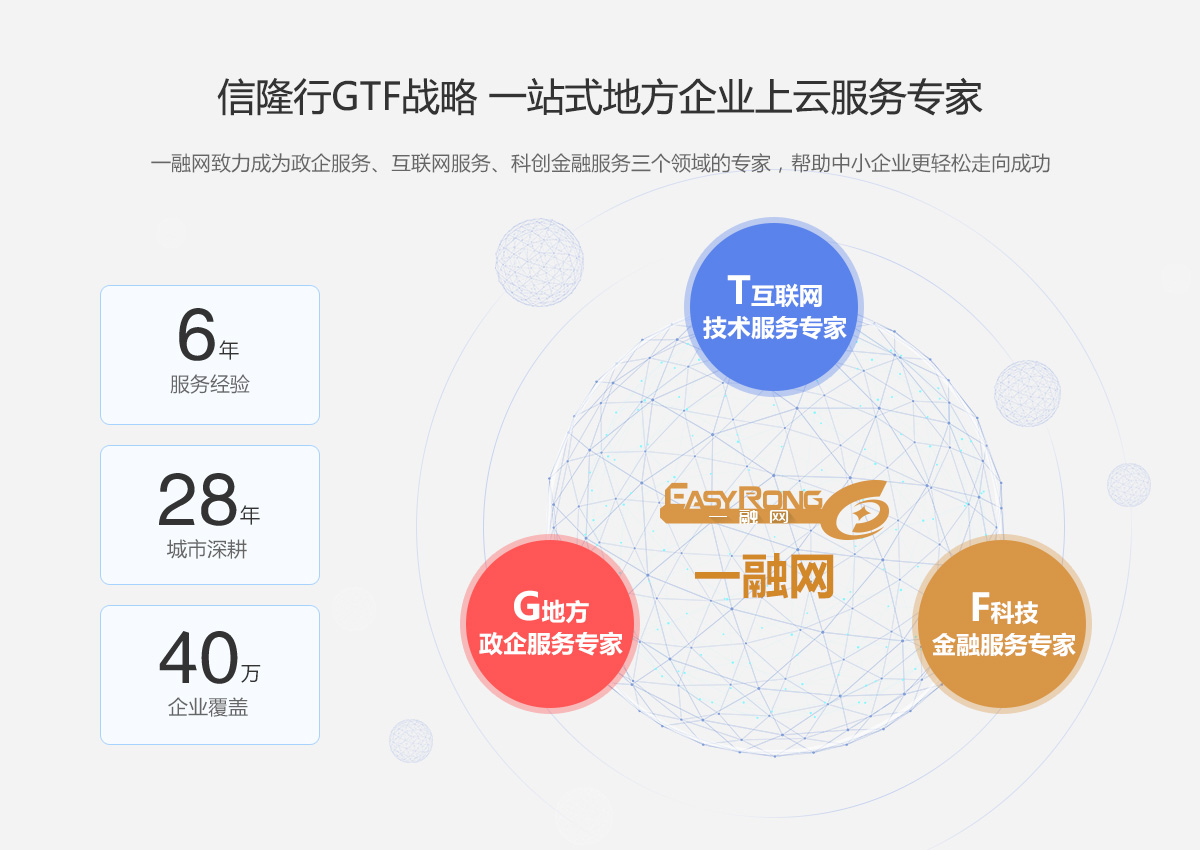 信隆行GTF战略 一站式地方企业上云服务专家
一融网致力成为政企服务、互联网服务、科创金融服务三个领域的专家，帮助中小企业更轻松走向成功
6年
服务经验
28年
城市深耕
40万
企业覆盖
T互联网
技术服务专家
EASYRONG
一融网
一融网
G地方
政企服务专家
F科技
金融服务专家